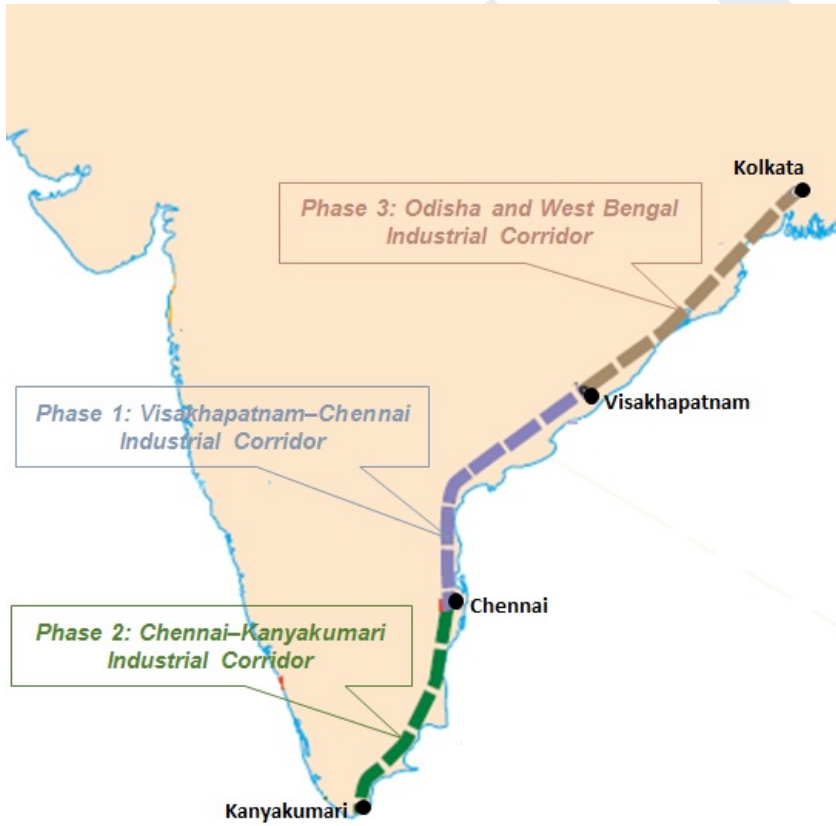 Kolkata
Phase 3: Odisha and West Bengal
Industrial Corridor
Phase 1: Visakhapatnam–Chennai
Industrial Corridor
Visakhapatnam
Chennai
Phase 2: Chennai–Kanyakumari
Industrial Corridor
Kanyakumari